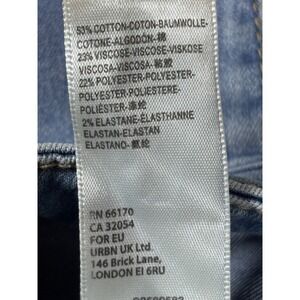 53% COTTON-COTON-BAUMWOLLE-
COTONE-ALGODÓN-棉
23% VISCOSE-VISCOSE-VISKOSE
VISCOSA-VISCOSA-粘胶
22% POLYESTER-POLYESTER-
POLYESTER-POLIESTERE-
POLIÉSTER-涤纶
2% ELASTANE-ÉLASTHANNE
ELASTAN-ELASTAN
ELASTANO-氨纶
RN 66170
CA 32054
FOR EU
URBN UK Ltd.
146 Brick Lane,
LONDON EI 6RU